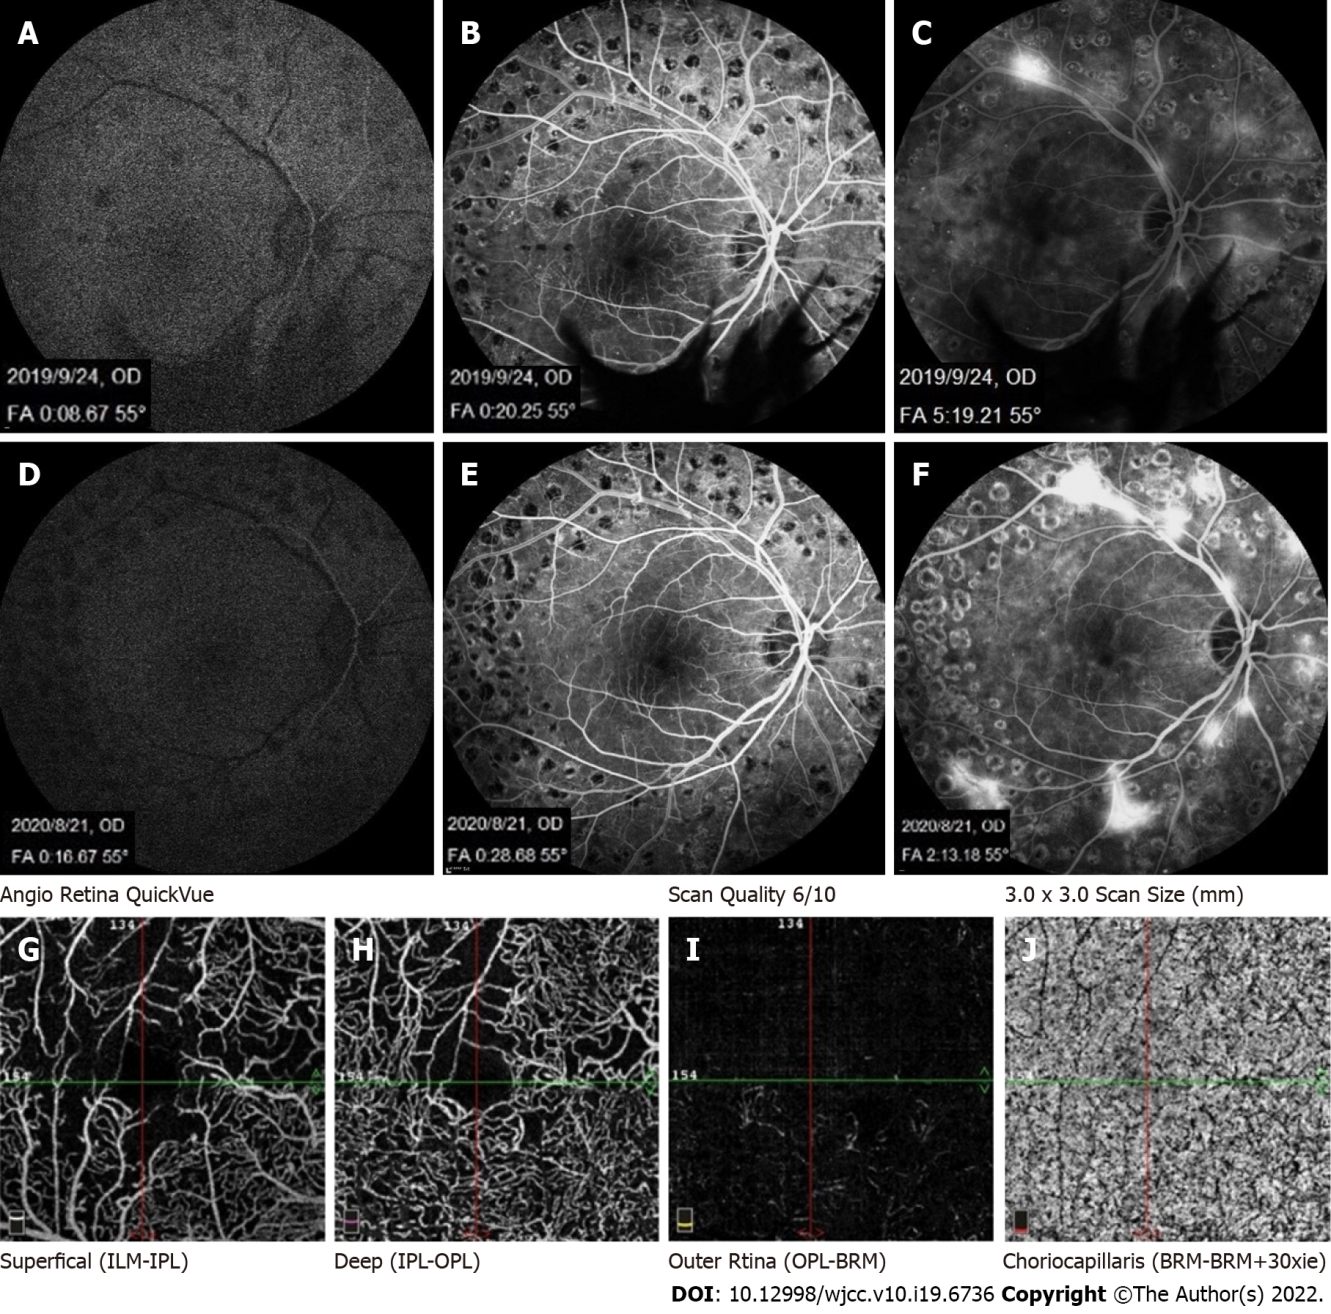 A
B
C
2019/9/24, OD
FA 0:08.67 55°
2019/9/24, OD
FA 0:20.25 55°
2019/9/24, OD
FA 5:19.21 55°
D
E
F
2020/8/21, OD
FA 0:16.67 55°
2020/8/21, OD
FA 0:28.68 55°
2020/8/21, OD
FA 2:13.18 55°
Angio Retina QuickVue
Scan Quality 6/10
3.0 x 3.0 Scan Size (mm)
G
134
154
H
134
154
I
134
154
J
134
154
Superfical (ILM-IPL)
Deep (IPL-OPL)
Outer Rtina (OPL-BRM)
Choriocapillaris (BRM-BRM+30xie)
DOI: 10.12998/wjcc.v10.i19.6736 Copyright ©The Author(s) 2022.